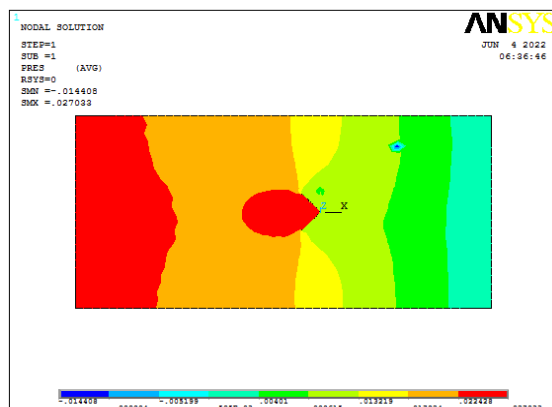 1
NODAL SOLUTION
STEP=1
SUB =1
PRES (AVG)
RSYS=0
SMN =-.014408
SMX =.027033
ANSYS
JUN 4 2022
06:36:46
Z X
-.014408 -.005199 .00401 .013219 .022428